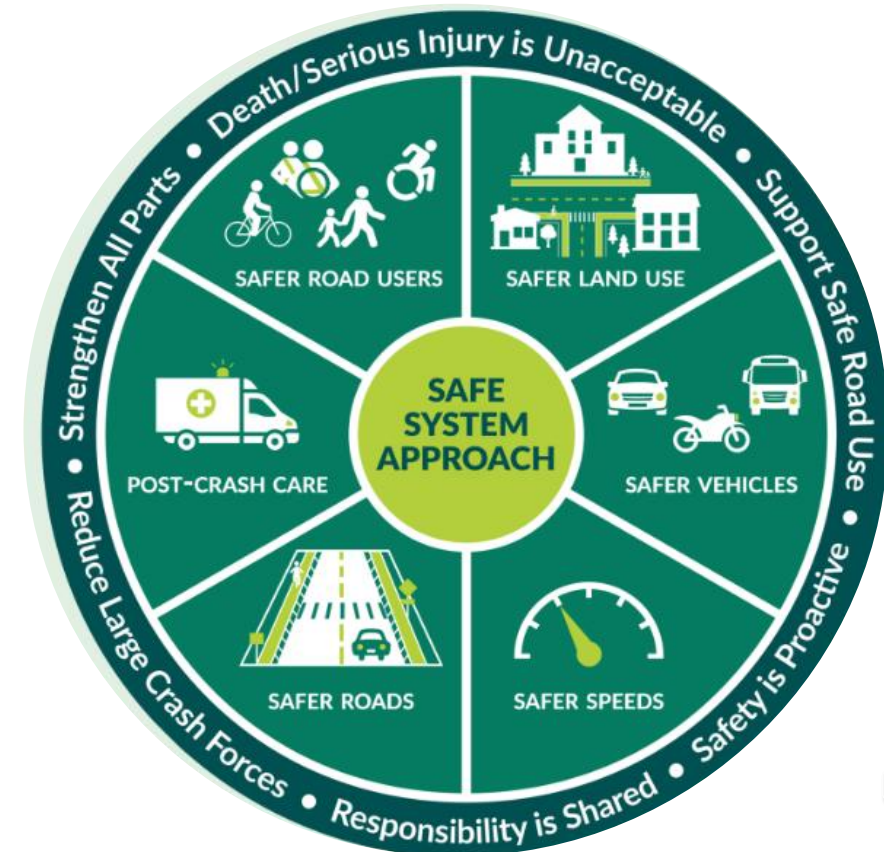 Death/Serious Injury is Unacceptable
Support Safe Road Use
Safety is Proactive
Responsibility is Shared
Reduce Large Crash Forces
Strengthen All Parts
SAFER ROAD USERS
SAFER LAND USE
SAFE
SYSTEM
APPROACH
POST-CRASH CARE
SAFER VEHICLES
SAFER ROADS
SAFER SPEEDS